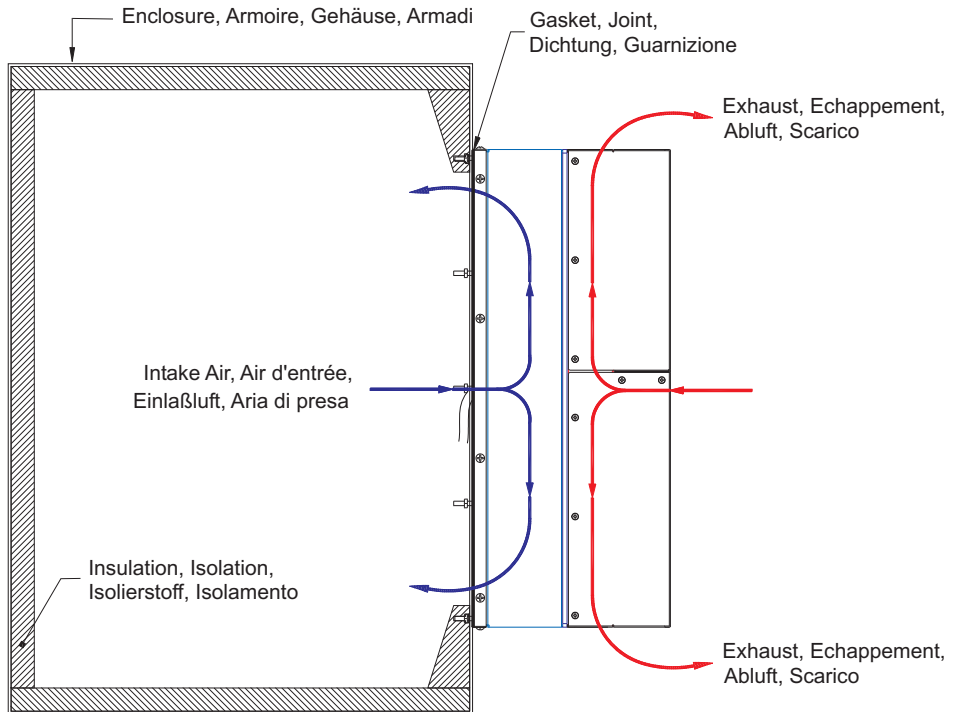 Enclosure, Armoire, Gehäuse, Armadi
Gasket, Joint,
Dichtung, Guarnizione
Exhaust, Echappement,
Abluft, Scarico
Intake Air, Air d'entrée,
Einlaßluft, Aria di presa
Insulation, Isolation,
Isolierstoff, Isolamento
Exhaust, Echappement,
Abluft, Scarico